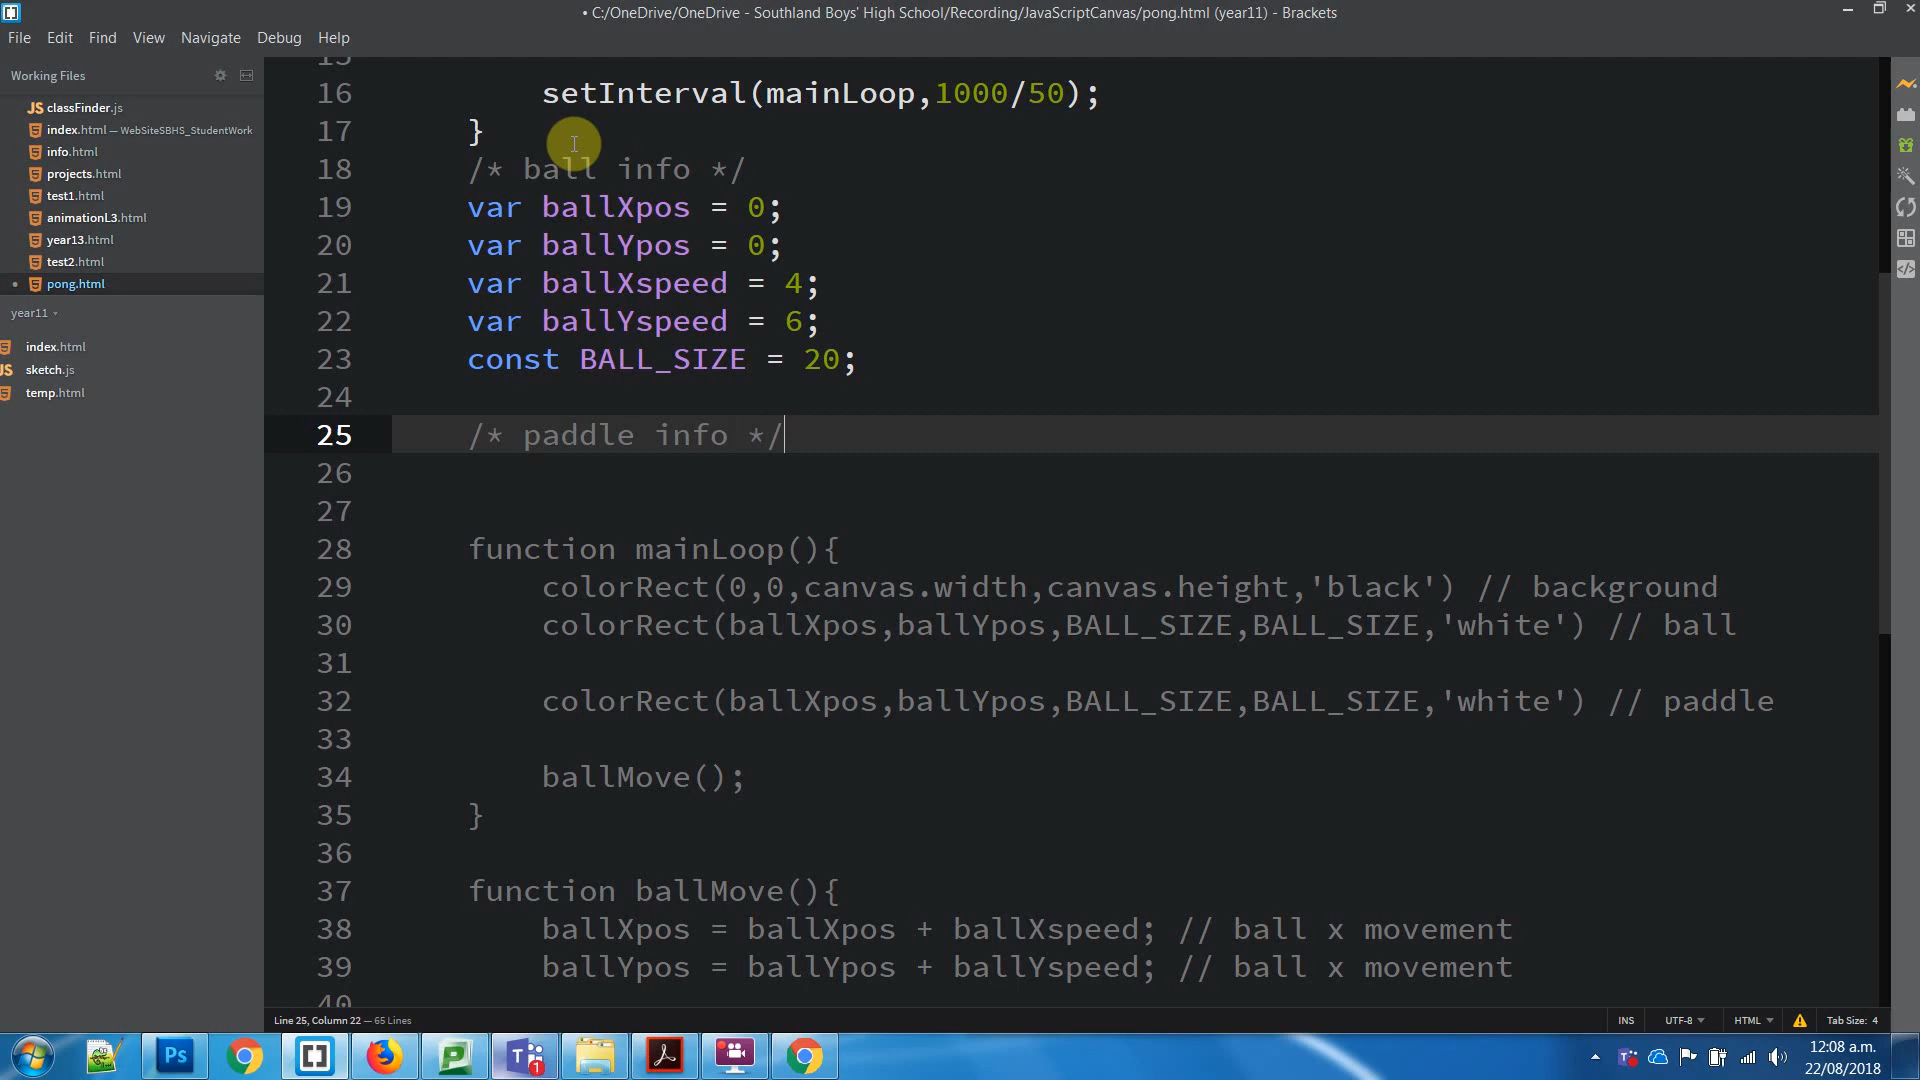 • C:/OneDrive/OneDrive - Southland Boys' High School/Recording/JavaScriptCanvas/pong.html (year11) - Brackets
File Edit Find View Navigate Debug Help
Working Files
classFinder.js
index.html — WebSiteSBHS_StudentWork
info.html
projects.html
test1.html
animationL3.html
year13.html
test2.html
pong.html
year11
index.html
sketch.js
temp.html
15
16 setInterval(mainLoop,1000/50);
17 }
18 /* ball info */
19 var ballXpos = 0;
20 var ballYpos = 0;
21 var ballXspeed = 4;
22 var ballYspeed = 6;
23 const BALL_SIZE = 20;
24
25 /* paddle info */
26
27
28 function mainLoop(){
29 colorRect(0,0,canvas.width,canvas.height,'black') // background
30 colorRect(ballXpos,ballYpos,BALL_SIZE,BALL_SIZE,'white') // ball
31
32 colorRect(ballXpos,ballYpos,BALL_SIZE,BALL_SIZE,'white') // paddle
33
34 ballMove();
35 }
36
37 function ballMove(){
38 ballXpos = ballXpos + ballXspeed; // ball x movement
39 ballYpos = ballYpos + ballYspeed; // ball x movement
40
Line 25, Column 22 — 65 Lines
INS UTF-8 HTML Tab Size: 4
Ps
1
12:08 a.m.
22/08/2018